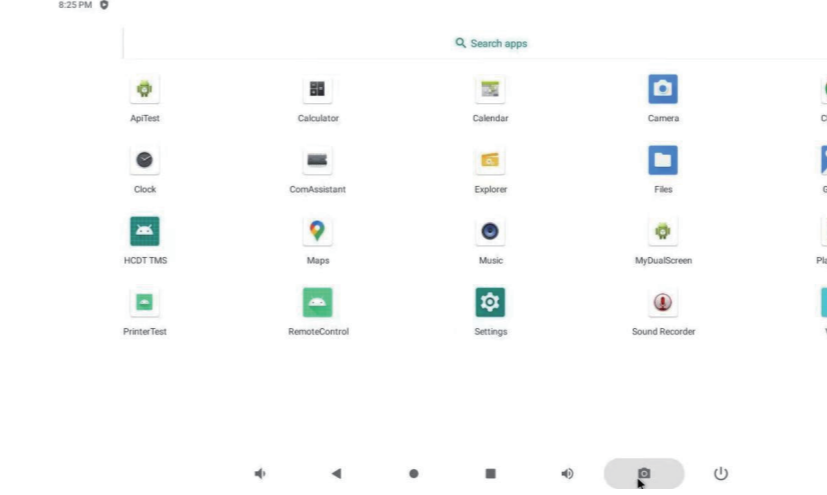 8:25 PM
Search apps
ApiTest
Calculator
Calendar
Camera
Clock
ComAssistant
Explorer
Files
HCDT TMS
Maps
Music
MyDualScreen
PrinterTest
RemoteControl
Settings
Sound Recorder